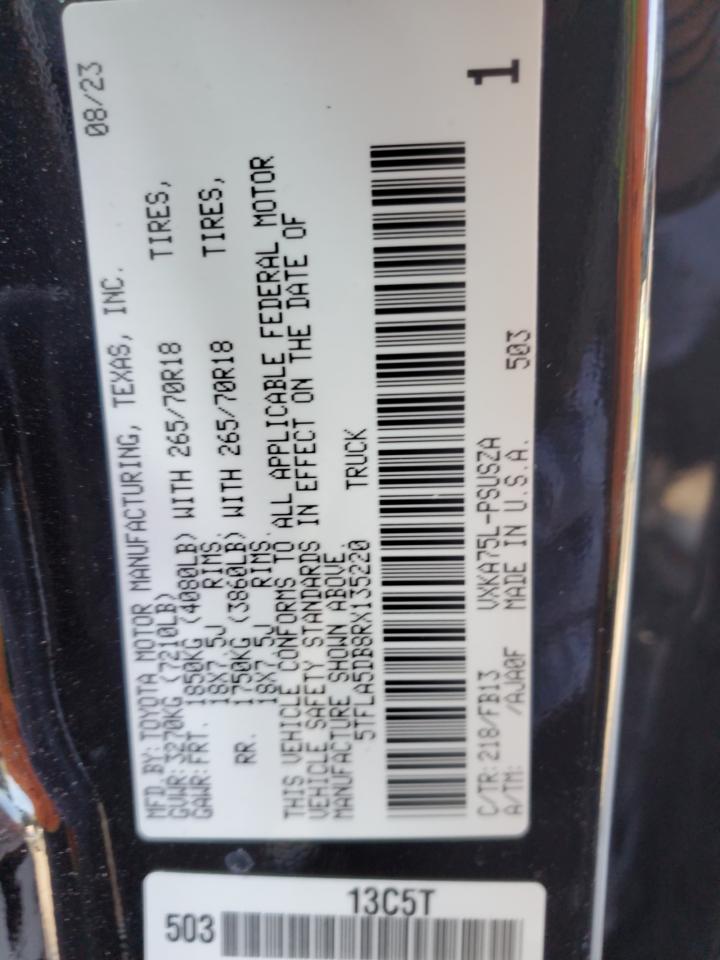 MFD BY: TOYOTA MOTOR MANUFACTURING, TEXAS, INC. 08/23
GVWR: 3270KG (7210LB)
GAWR: FRT. 1850KG (4080LB) WITH 265/70R18 TIRES,
18X7.5J RIMS.
RR. 1750KG (3860LB) WITH 265/70R18 TIRES,
18X7.5J RIMS.
THIS VEHICLE CONFORMS TO ALL APPLICABLE FEDERAL MOTOR
VEHICLE SAFETY STANDARDS IN EFFECT ON THE DATE OF
MANUFACTURE SHOWN ABOVE.
5TFLA5DB8RX135220 TRUCK
C/TR: 218/FB13 VXKA75L-PSUSZA 503
A/TM: /AJA0F MADE IN U.S.A.
1
13C5T
503